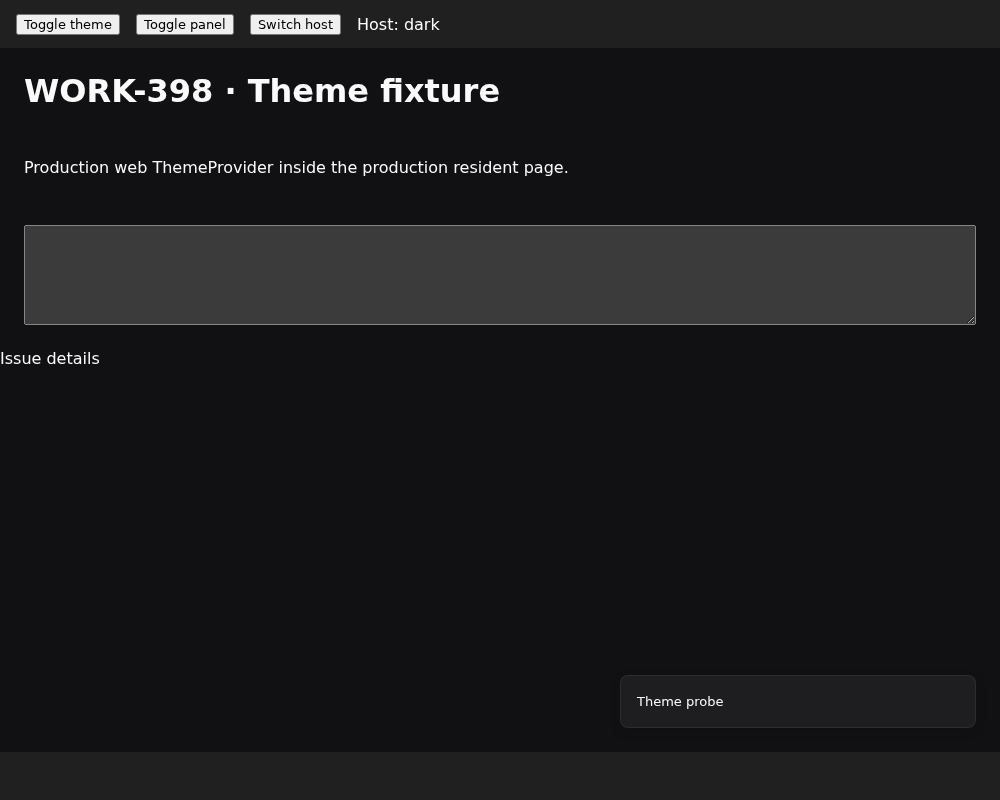 Toggle theme Toggle panel Switch host Host: dark
WORK-398 · Theme fixture
Production web ThemeProvider inside the production resident page.
Issue details
Theme probe